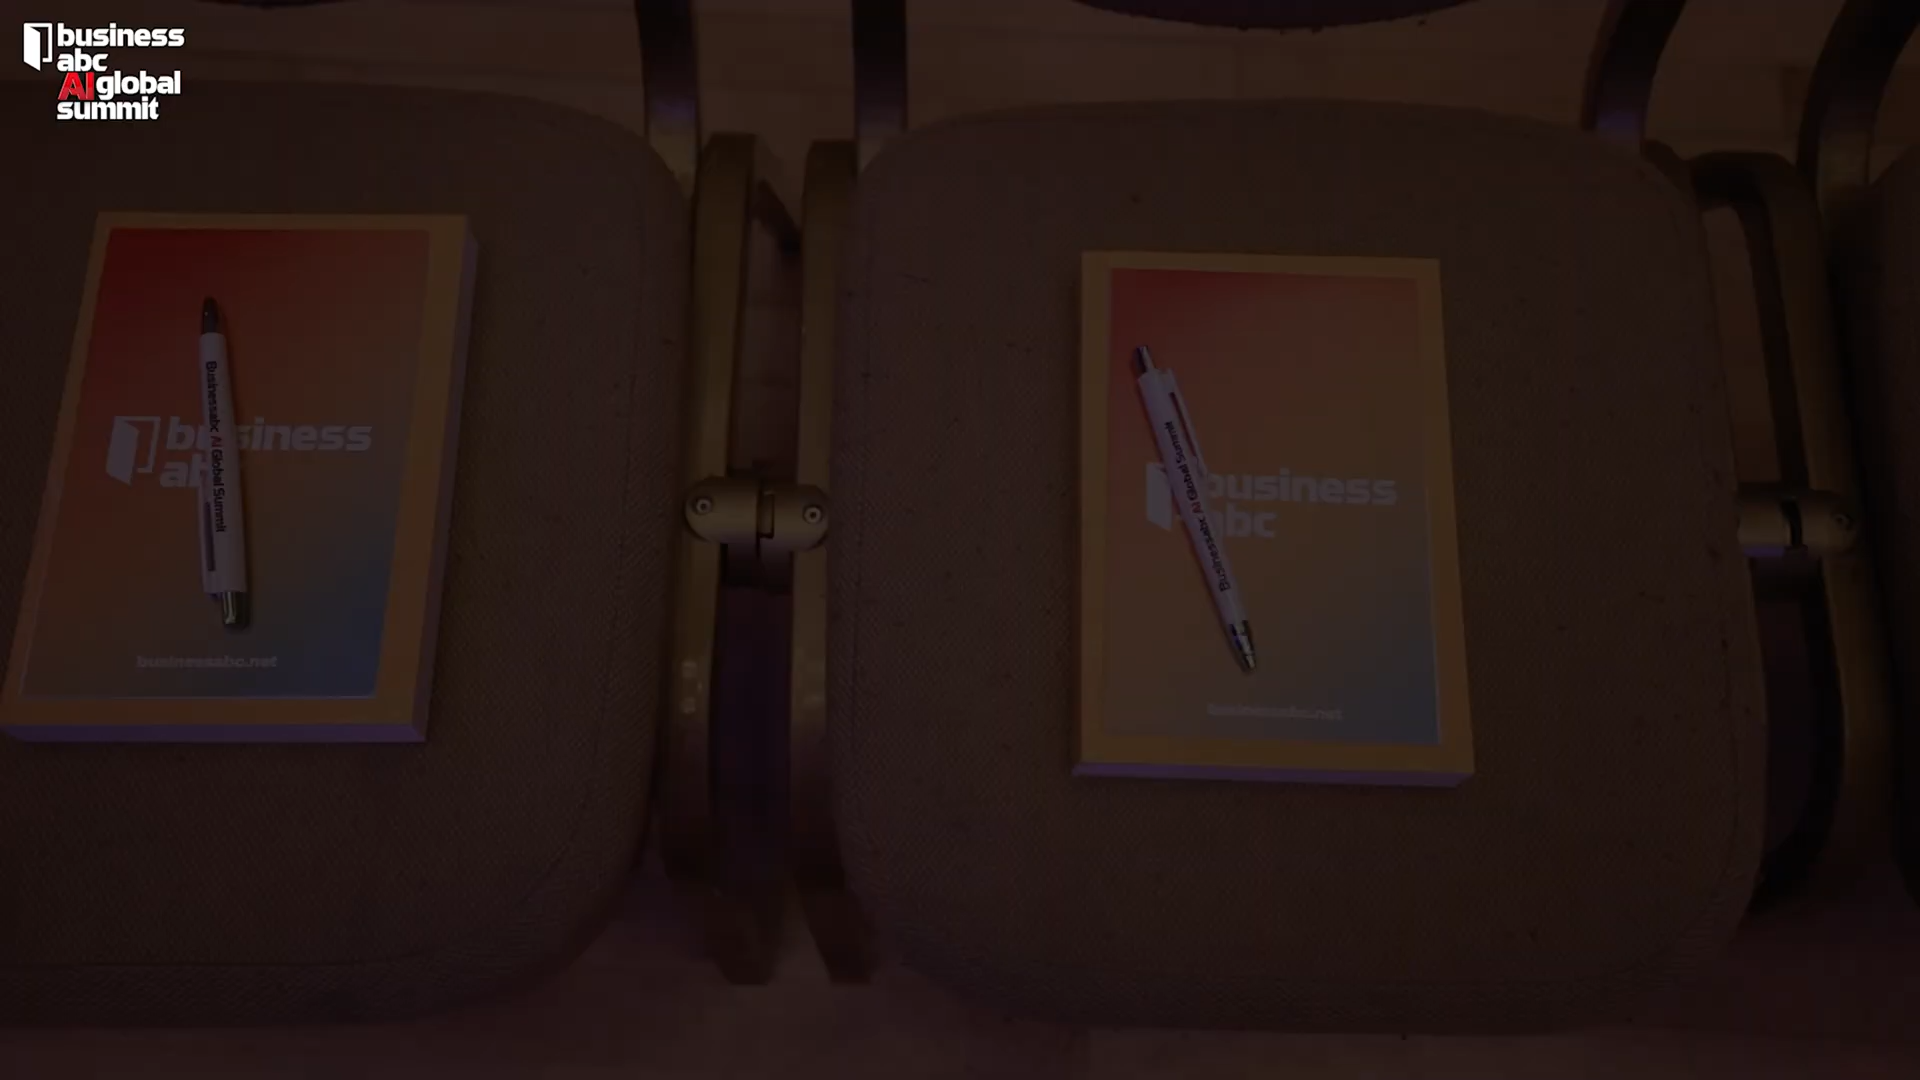 business
abc
AI global
summit
business
abc
Businessabc AI Global Summit
businessabc.net
business
abc
Businessabc AI Global Summit
businessabc.net